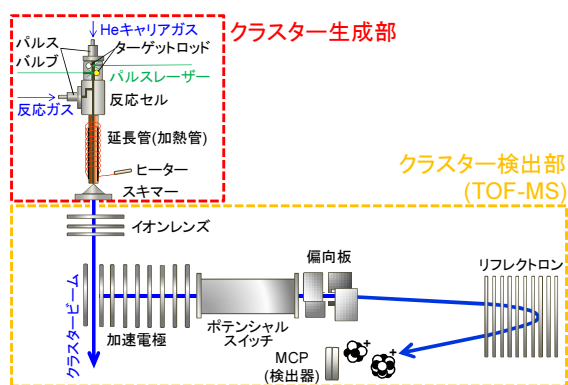 Heキャリアガス
クラスター生成部
パルス
バルブ
ターゲットロッド
パルスレーザー
反応セル
反応ガス
延長管(加熱管)
ヒーター
スキマー
クラスター検出部
(TOF-MS)
イオンレンズ
偏向板
リフレクトロン
クラスタービーム
加速電極
ポテンシャル
スイッチ
MCP
(検出器)
+
+